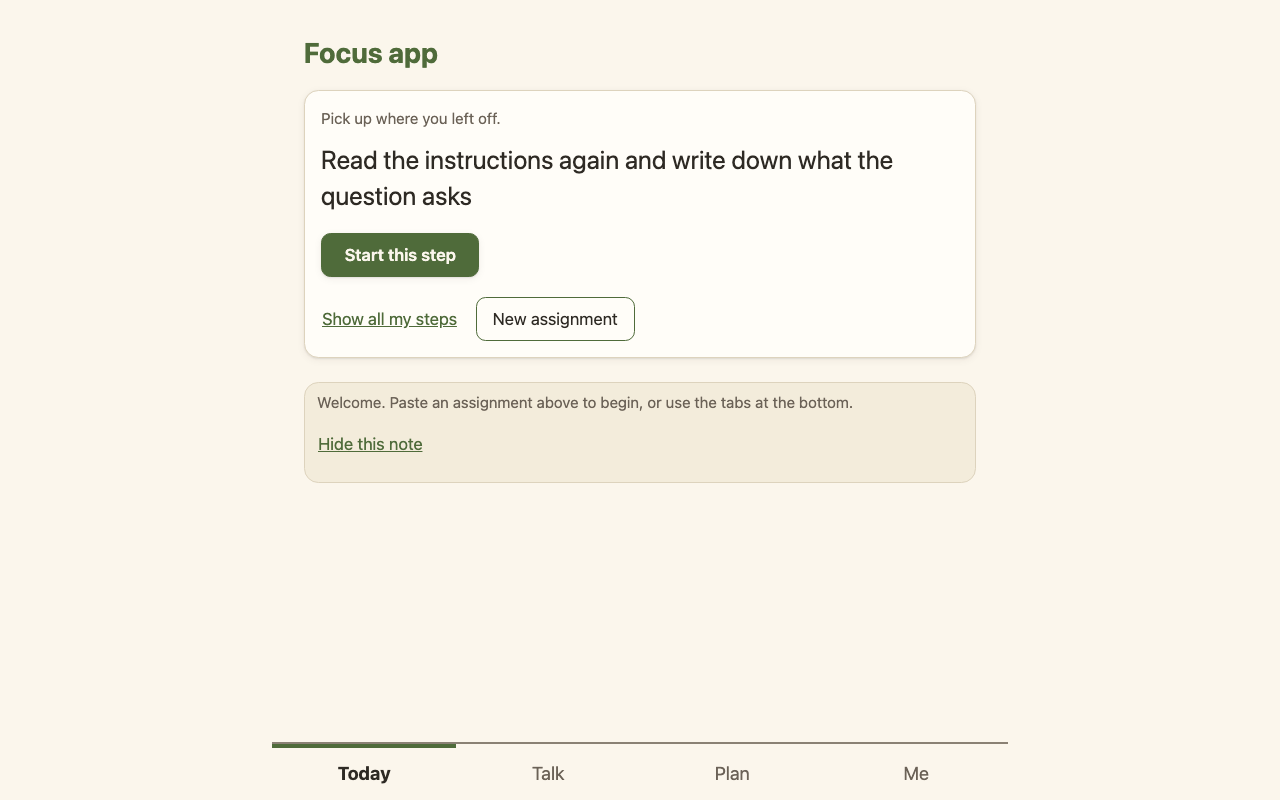 Focus app
Pick up where you left off.
Read the instructions again and write down what the
question asks
Start this step
Show all my steps
New assignment
Welcome. Paste an assignment above to begin, or use the tabs at the bottom.
Hide this note
Today
Talk
Plan
Me